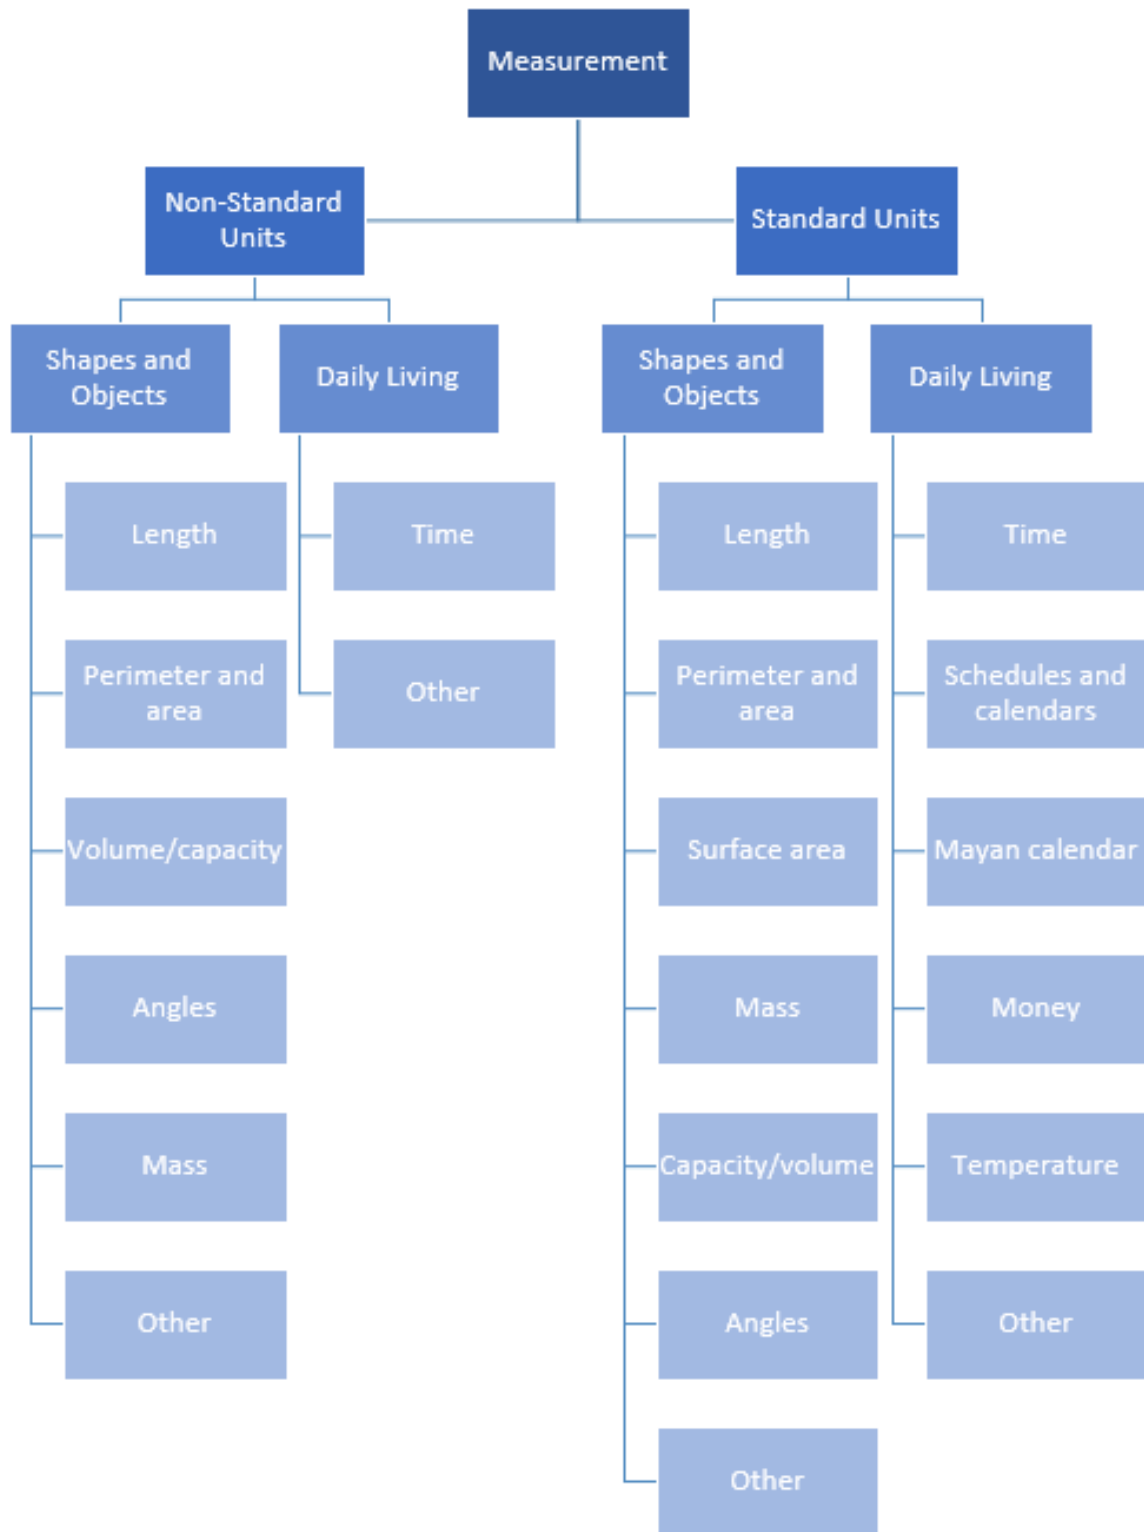 Measurement
Non-Standard
Units
Standard Units
Shapes and
Objects
Daily Living
Shapes and
Objects
Daily Living
Length
Time
Length
Time
Perimeter and
area
Other
Perimeter and
area
Schedules and
calendars
Volume/capacity
Surface area
Mayan calendar
Angles
Mass
Money
Mass
Capacity/volume
Temperature
Other
Angles
Other
Other